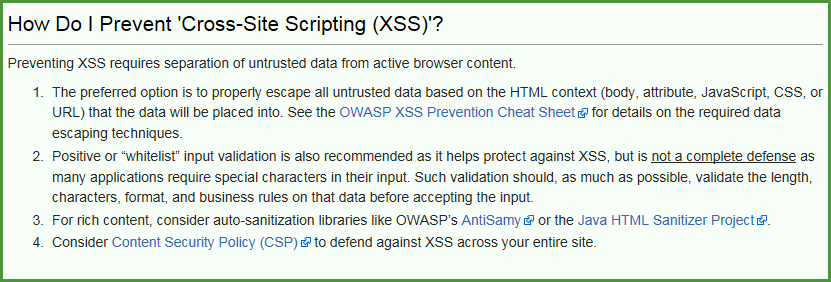 How Do I Prevent 'Cross-Site Scripting (XSS)'?
Preventing XSS requires separation of untrusted data from active browser content.
1. The preferred option is to properly escape all untrusted data based on the HTML context (body, attribute, JavaScript, CSS, or
URL) that the data will be placed into. See the OWASP XSS Prevention Cheat Sheet for details on the required data
escaping techniques.
2. Positive or “whitelist” input validation is also recommended as it helps protect against XSS, but is not a complete defense as
many applications require special characters in their input. Such validation should, as much as possible, validate the length,
characters, format, and business rules on that data before accepting the input.
3. For rich content, consider auto-sanitization libraries like OWASP’s AntiSamy or the Java HTML Sanitizer Project.
4. Consider Content Security Policy (CSP) to defend against XSS across your entire site.